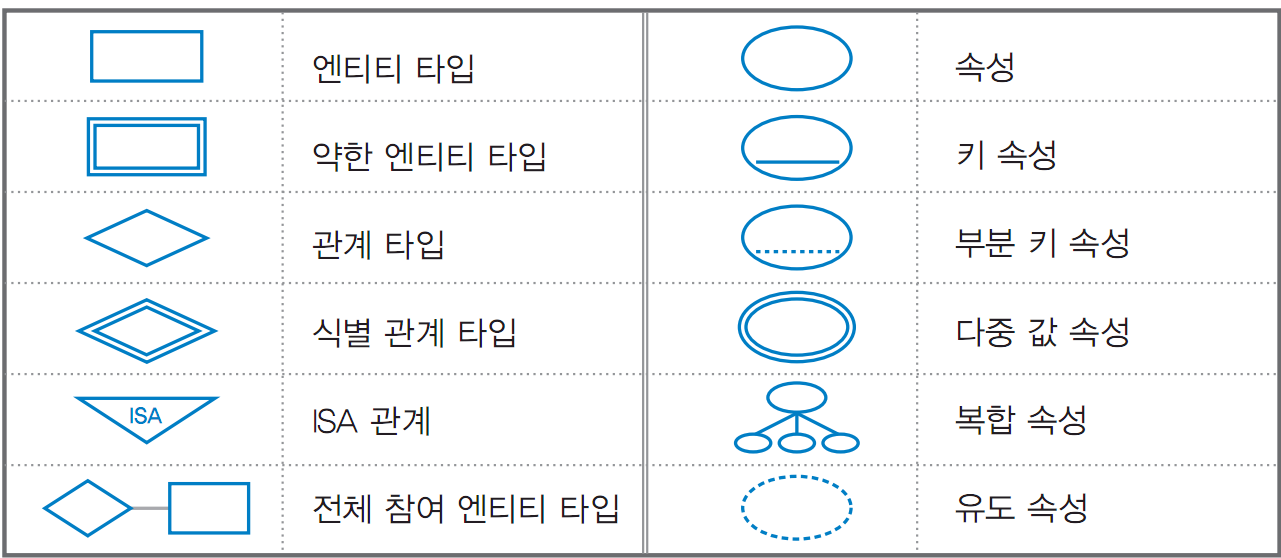 엔티티 타입
속성
약한 엔티티 타입
키 속성
관계 타입
부분 키 속성
식별 관계 타입
다중 값 속성
ISA
ISA 관계
복합 속성
전체 참여 엔티티 타입
유도 속성